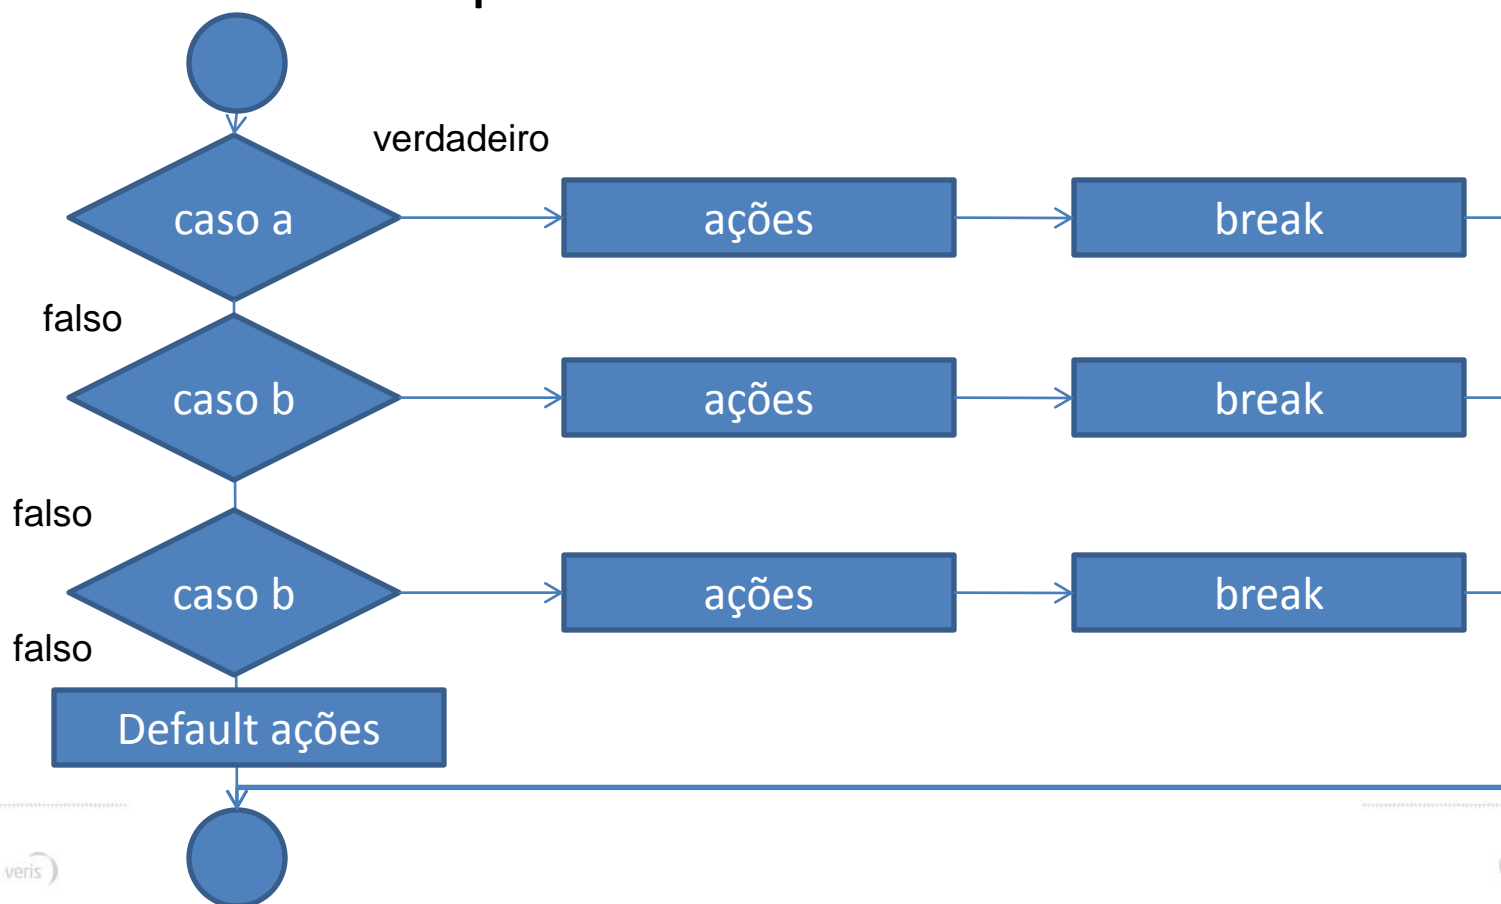 verdadeiro
caso a
ações
break
falso
caso b
ações
break
falso
caso b
ações
break
falso
Default ações
veris